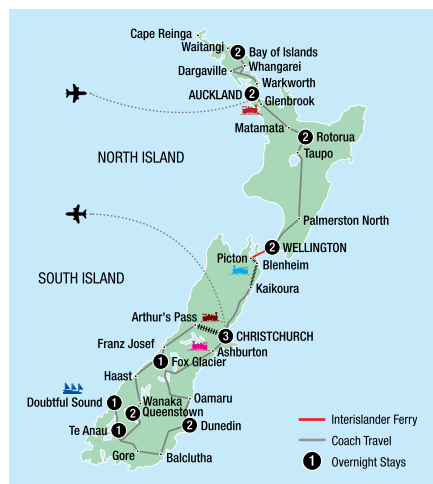 Cape Reinga
Waitangi
2
Bay of Islands
Whangarei
Dargaville
Warkworth
AUCKLAND 2
Glenbrook
Matamata
2 Rotorua
Taupo
NORTH ISLAND
Palmerston North
2 WELLINGTON
Picton
Blenheim
SOUTH ISLAND
Kaikoura
Arthur's Pass
3 CHRISTCHURCH
Franz Josef
Ashburton
1 Fox Glacier
Haast
Doubtful Sound 1
Wanaka
Oamaru
2 Queenstown
Te Anau 1
2 Dunedin
Gore
Balclutha
Interislander Ferry
Coach Travel
1 Overnight Stays